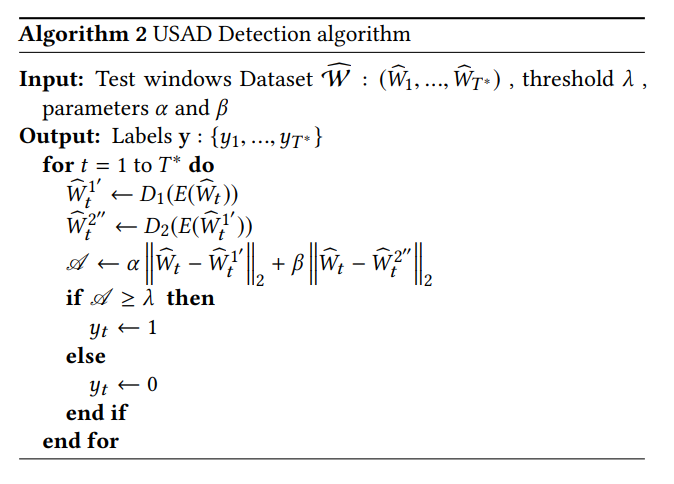 Algorithm 2 USAD Detection algorithm
Input: Test windows Dataset $\widehat{\mathcal{W}}$ : ($\widehat{W}_1, ..., \widehat{W}_{T^*}$) , threshold λ ,
parameters α and β
Output: Labels y : {$y_1, ..., y_{T^*}$}
for t = 1 to $T^*$ do
$\widehat{W}_t^{1'} \leftarrow D_1(E(\widehat{W}_t))$
$\widehat{W}_t^{2''} \leftarrow D_2(E(\widehat{W}_t^{1'}))$
$\mathscr{A} \leftarrow \alpha \left\| \widehat{W}_t - \widehat{W}_t^{1'} \right\|_2 + \beta \left\| \widehat{W}_t - \widehat{W}_t^{2''} \right\|_2$
if $\mathscr{A} \geq \lambda$ then
$y_t \leftarrow 1$
else
$y_t \leftarrow 0$
end if
end for